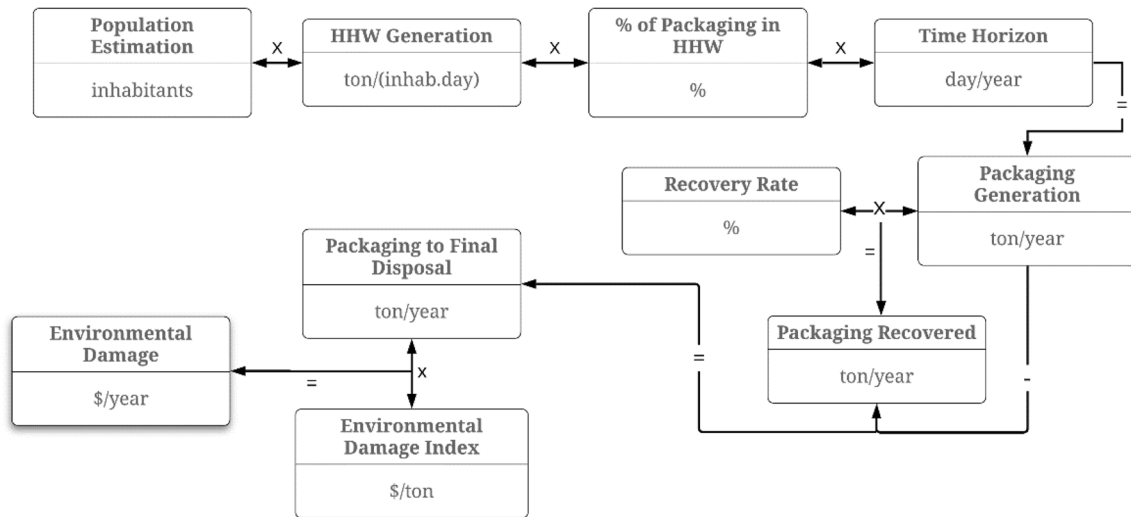 Population
Estimation
inhabitants
X
HHW Generation
ton/(inhab.day)
X
% of Packaging in
HHW
%
X
Time Horizon
day/year
=
Packaging
Generation
ton/year
X
Recovery Rate
%
=
Packaging Recovered
ton/year
-
=
Packaging to Final
Disposal
ton/year
x
Environmental
Damage Index
$/ton
=
Environmental
Damage
$/year